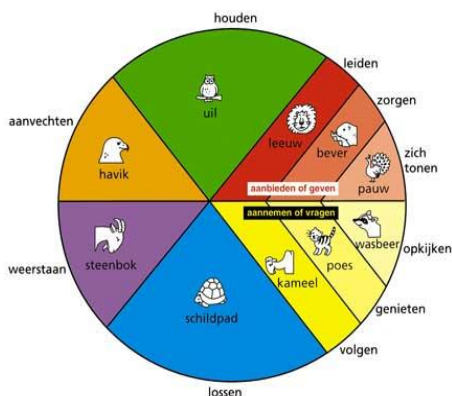 houden
leiden
zorgen
zich
tonen
opkijken
genieten
volgen
lossen
weerstaan
aanvechten
uil
leeuw
bever
pauw
havik
aanbieden of geven
aannemen of vragen
wasbeer
poes
kameel
steenbok
schildpad